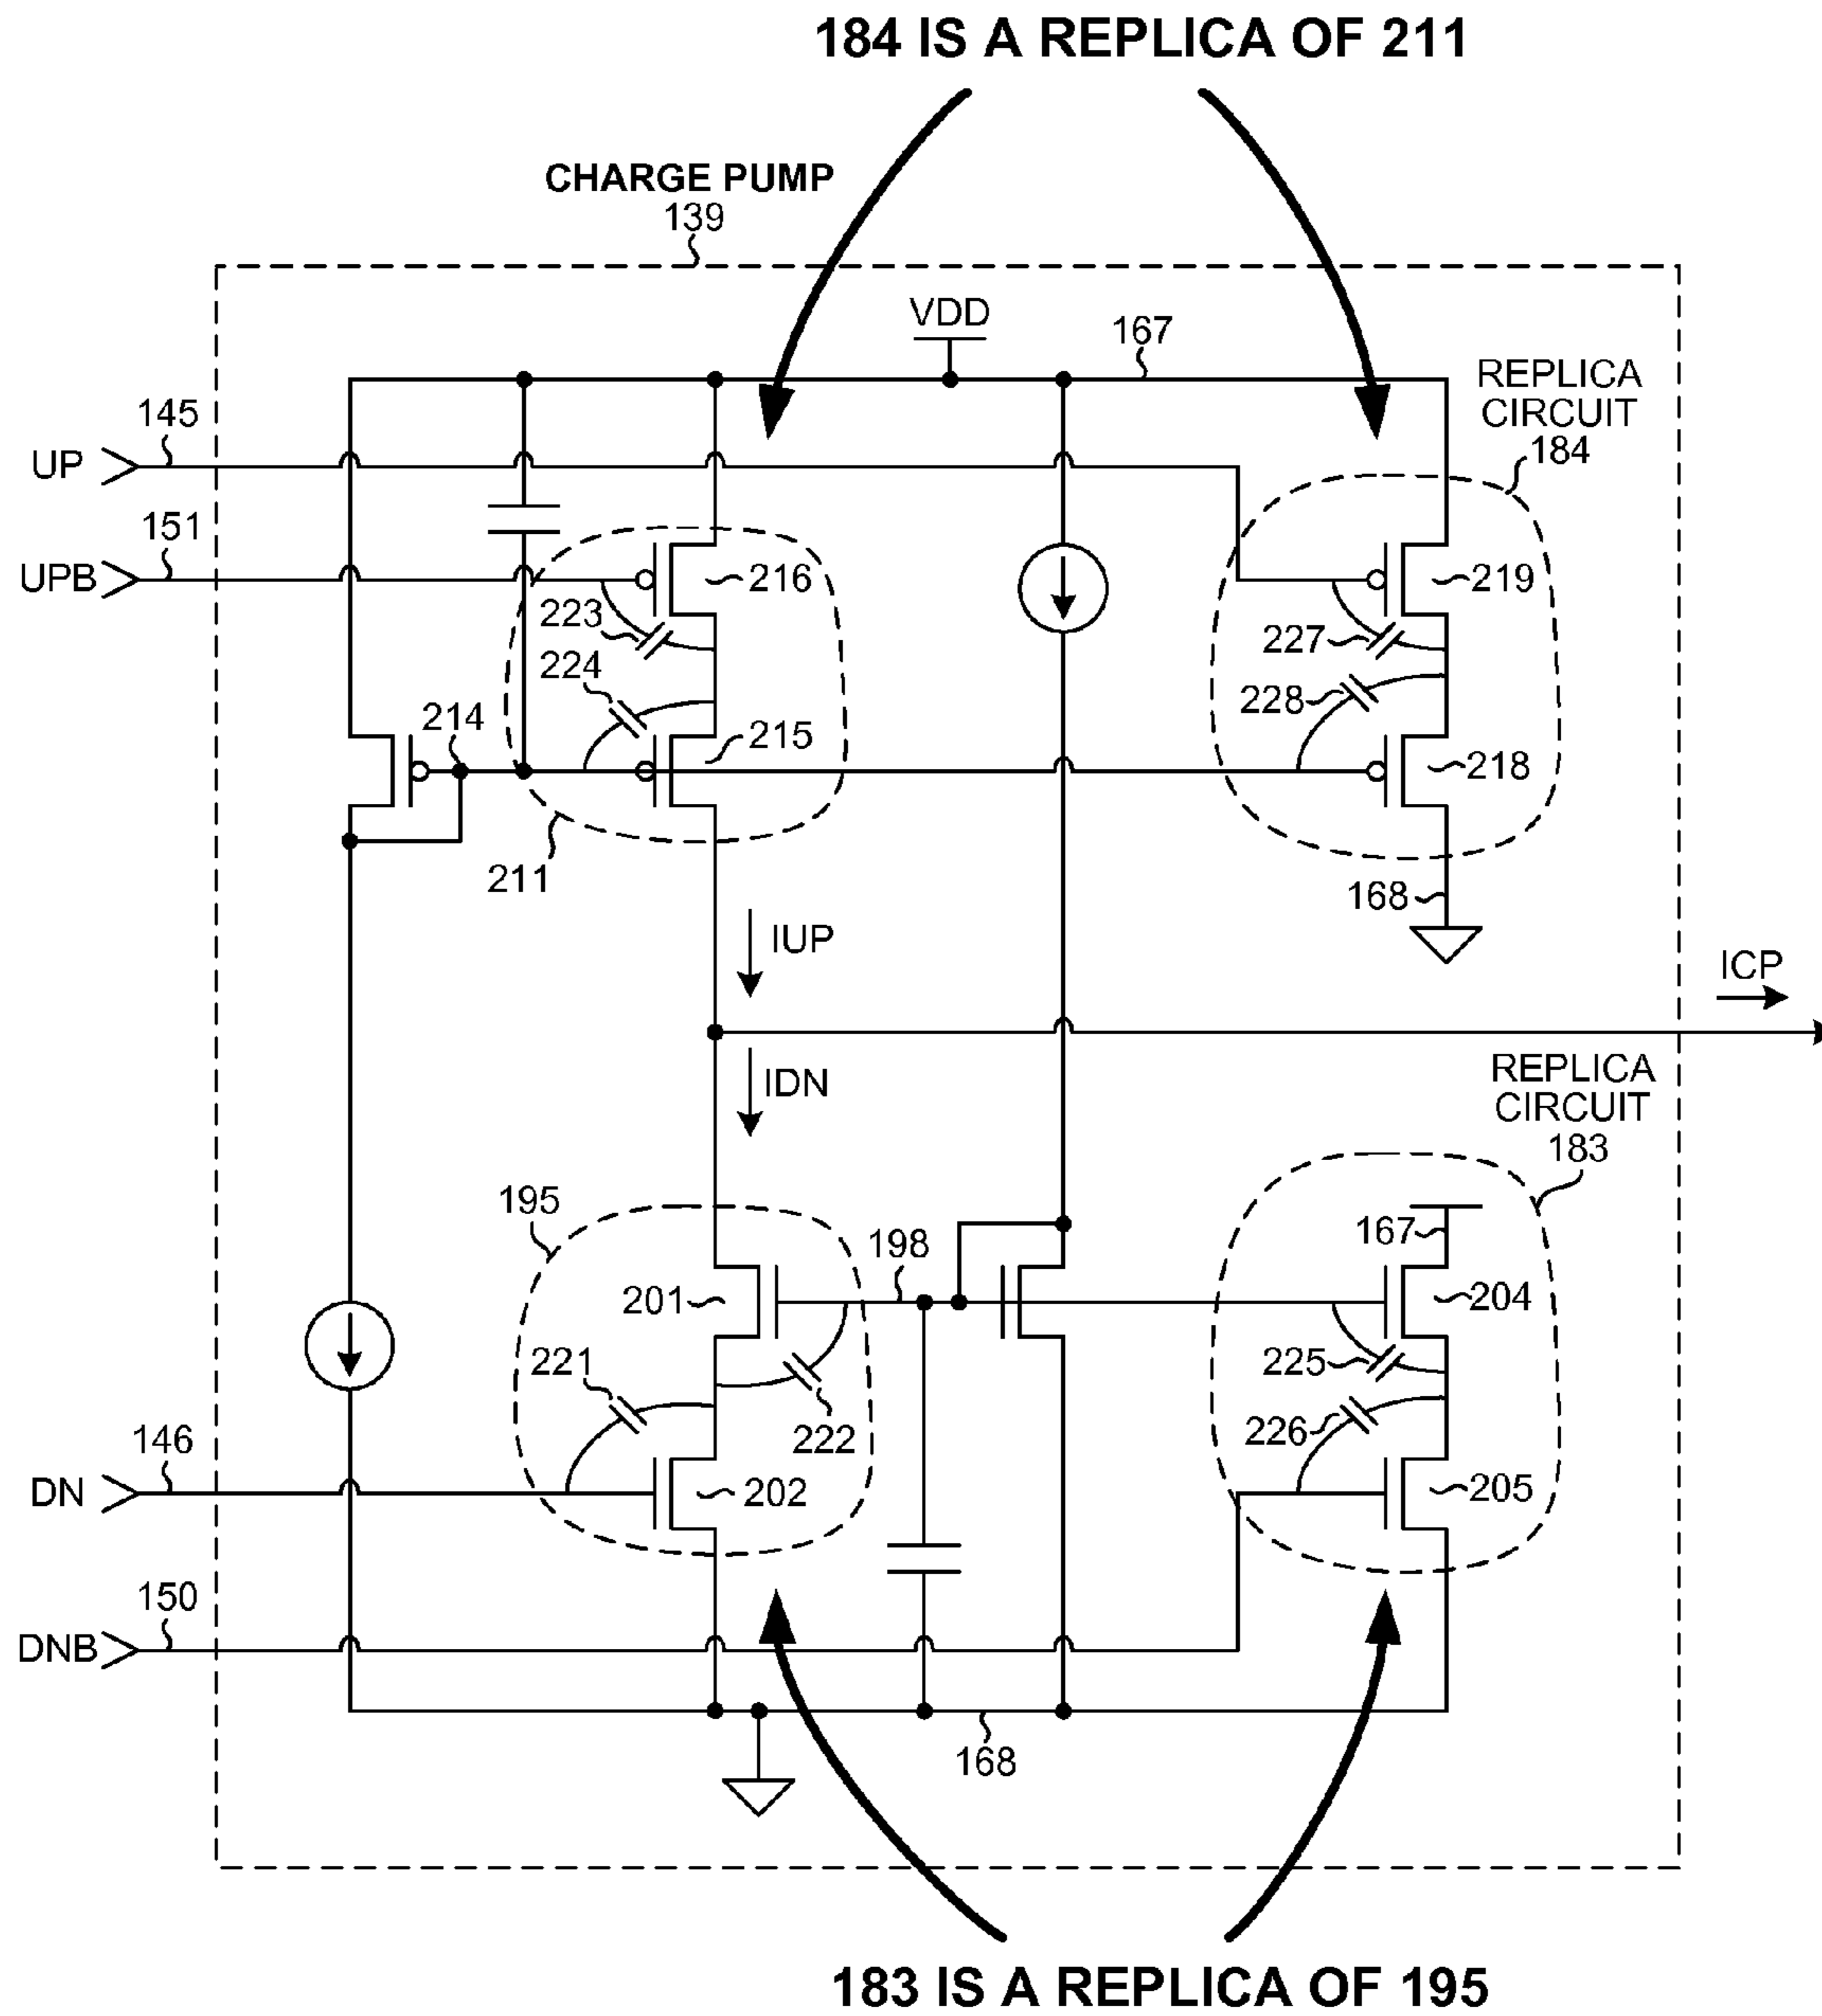 184 IS A REPLICA OF 211
CHARGE PUMP
139
VDD
167
REPLICA
CIRCUIT
184
145
UP
151
UPB
216
219
223
227
224
228
214
215
218
211
168
IUP
ICP
IDN
REPLICA
CIRCUIT
183
195
198
167
201
204
221
225
222
226
146
DN
202
205
150
DNB
168
183 IS A REPLICA OF 195